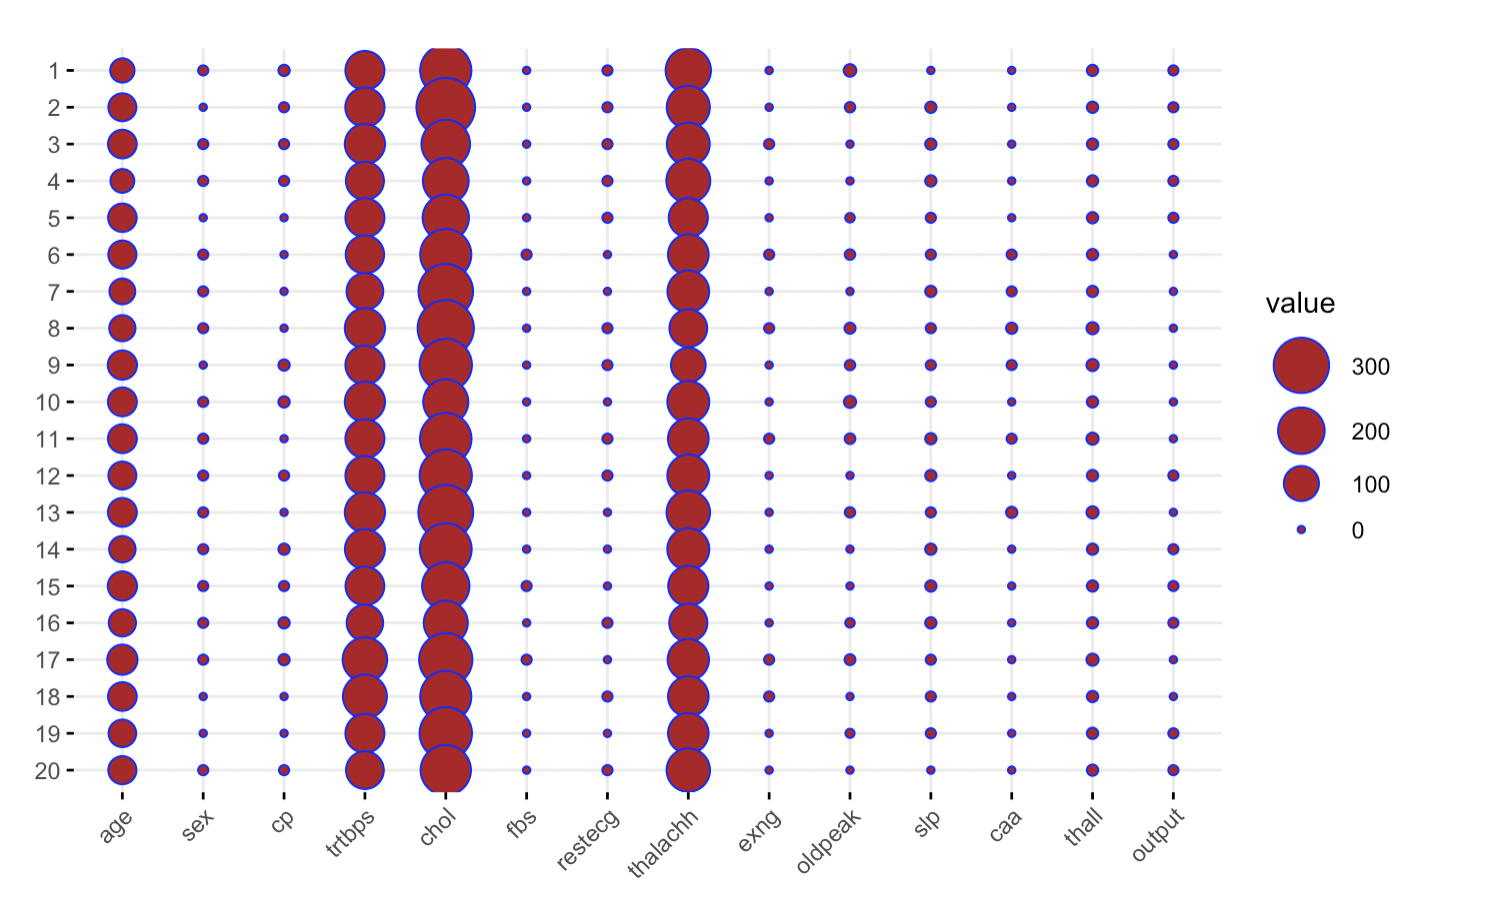 1
2
3
4
5
6
7
8
9
10
11
12
13
14
15
16
17
18
19
20
age
sex
cp
trtbps
chol
fbs
restecg
thalachh
exng
oldpeak
slp
caa
thall
output
value
300
200
100
0